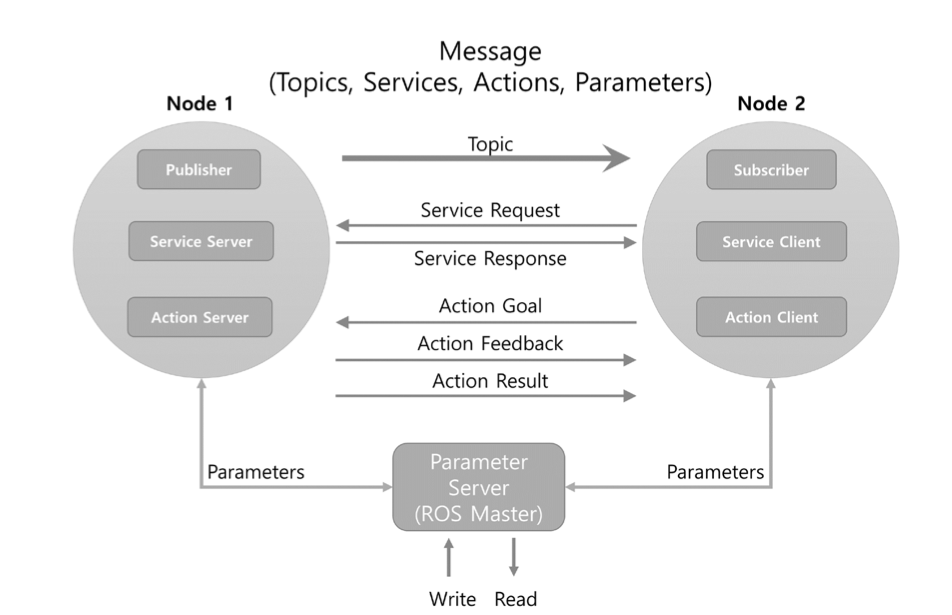 Message
(Topics, Services, Actions, Parameters)
Node 1
Node 2
Topic
Publisher
Subscriber
Service Request
Service Server
Service Client
Service Response
Action Goal
Action Server
Action Client
Action Feedback
Action Result
Parameters
Parameter
Server
(ROS Master)
Parameters
Write
Read